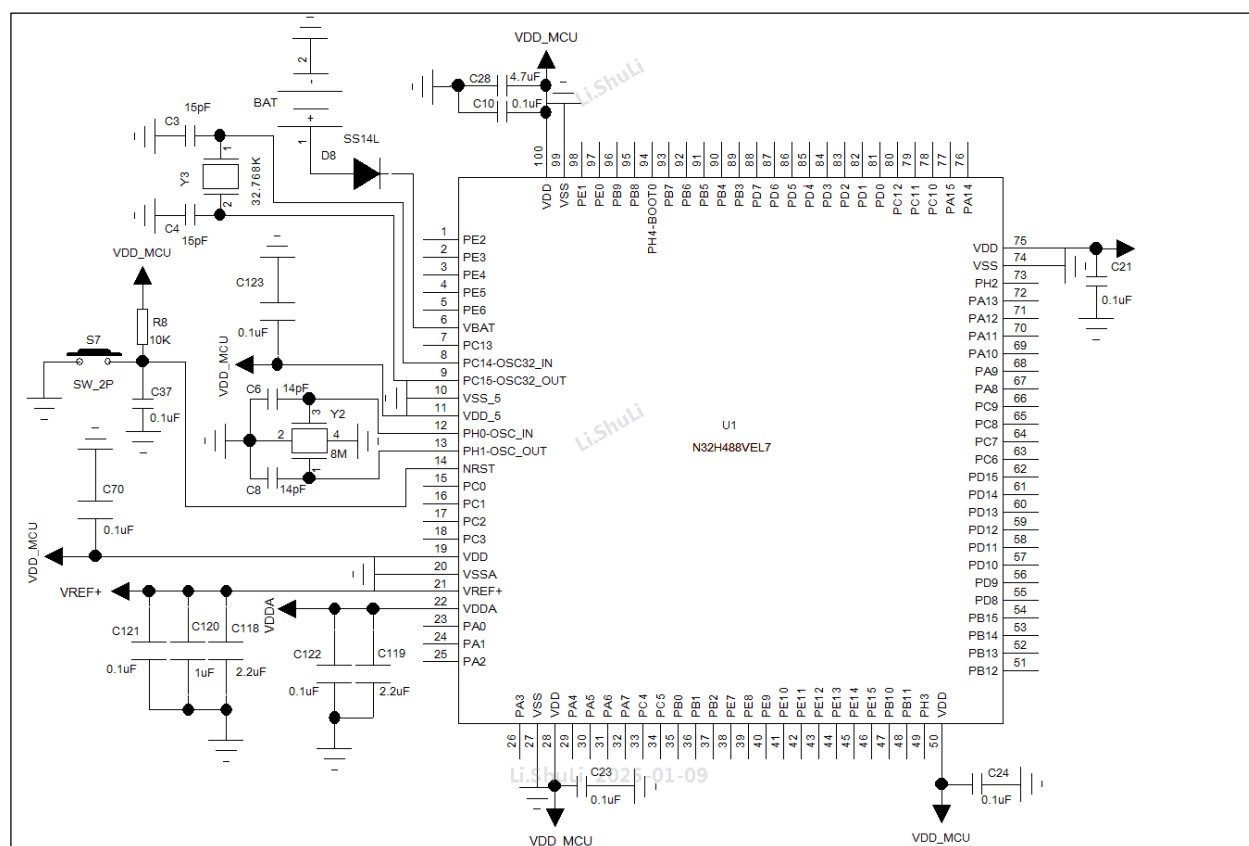 VDD_MCU
C28
4.7uF
C10
0.1uF
2
-
BAT
+
1
SS14L
D8
15pF
C3
1
Y3
32.768K
2
C4
15pF
VDD_MCU
R8
10K
S7
SW_2P
C37
0.1uF
C123
0.1uF
VDD_MCU
C6
14pF
3
Y2
2
4
8M
1
C8
14pF
C70
0.1uF
VDD_MCU
VREF+
C121
0.1uF
C120
1uF
C118
2.2uF
VDDA
C122
0.1uF
C119
2.2uF
100 VDD
99 VSS
98 PE1
97 PE0
96 PB9
95 PB8
94 PH4-BOOT0
93 PB7
92 PB6
91 PB5
90 PB4
89 PB3
88 PD7
87 PD6
86 PD5
85 PD4
84 PD3
83 PD2
82 PD1
81 PD0
80 PC12
79 PC11
78 PC10
77 PA15
76 PA14
1 PE2
2 PE3
3 PE4
4 PE5
5 PE6
6 VBAT
7 PC13
8 PC14-OSC32_IN
9 PC15-OSC32_OUT
10 VSS_5
11 VDD_5
12 PH0-OSC_IN
13 PH1-OSC_OUT
14 NRST
15 PC0
16 PC1
17 PC2
18 PC3
19 VDD
20 VSSA
21 VREF+
22 VDDA
23 PA0
24 PA1
25 PA2
U1
N32H488VEL7
VDD 75
VSS 74
PH2 73
PA13 72
PA12 71
PA11 70
PA10 69
PA9 68
PA8 67
PC9 66
PC8 65
PC7 64
PC6 63
PD15 62
PD14 61
PD13 60
PD12 59
PD11 58
PD10 57
PD9 56
PD8 55
PB15 54
PB14 53
PB13 52
PB12 51
C21
0.1uF
PA3 26
VSS 27
VDD 28
PA4 29
PA5 30
PA6 31
PA7 32
PC4 33
PC5 34
PB0 35
PB1 36
PB2 37
PE7 38
PE8 39
PE9 40
PE10 41
PE11 42
PE12 43
PE13 44
PE14 45
PE15 46
PB10 47
PB11 48
PH3 49
VDD 50
C23
0.1uF
VDD_MCU
C24
0.1uF
VDD_MCU
Li.ShuLi
Li.ShuLi
Li.ShuLi 2025-01-09